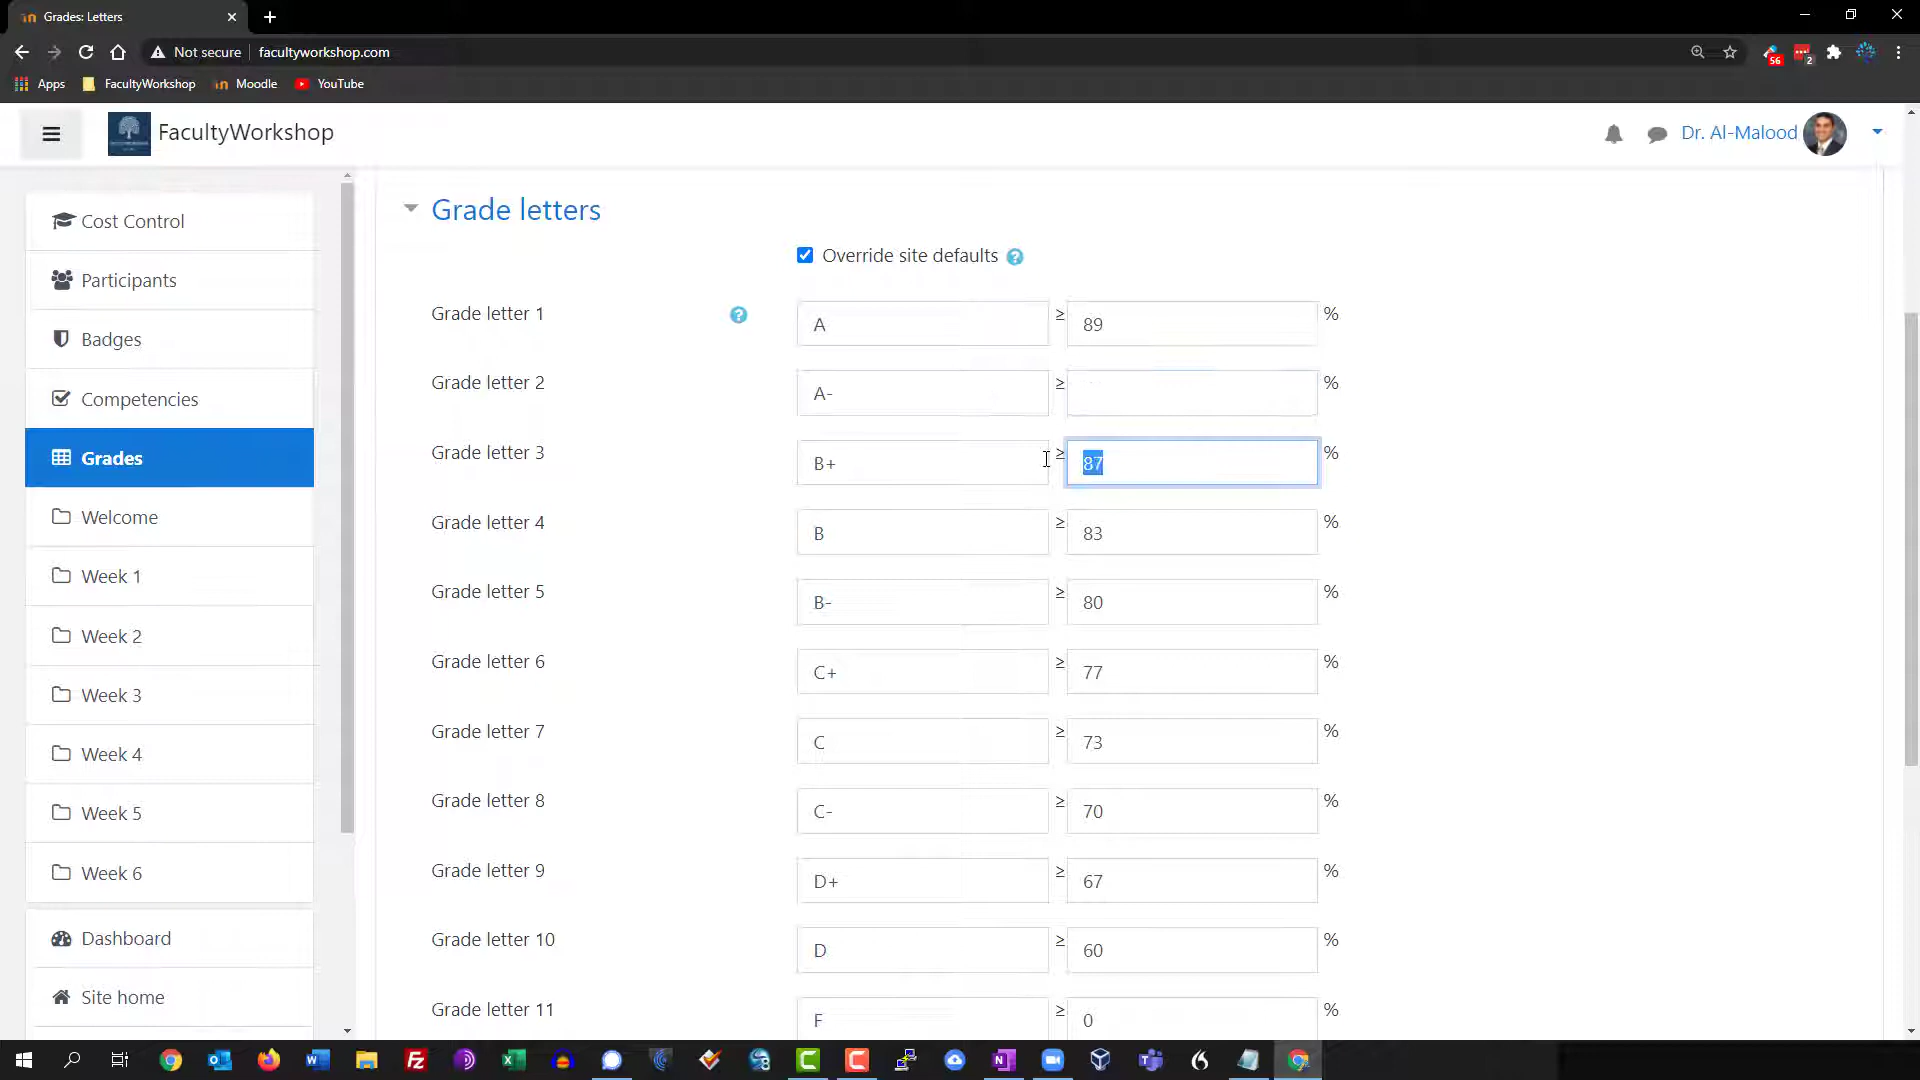 Grades: Letters
Not secure
facultyworkshop.com
56
2
Apps
FacultyWorkshop
Moodle
YouTube
FacultyWorkshop
Dr. Al-Malood
Cost Control
Participants
Badges
Competencies
Grades
Welcome
Week 1
Week 2
Week 3
Week 4
Week 5
Week 6
Dashboard
Site home
Grade letters
Override site defaults
Grade letter 1 A ≥ 89 %
Grade letter 2 A- ≥ %
Grade letter 3 B+ ≥ 87 %
Grade letter 4 B ≥ 83 %
Grade letter 5 B- ≥ 80 %
Grade letter 6 C+ ≥ 77 %
Grade letter 7 C ≥ 73 %
Grade letter 8 C- ≥ 70 %
Grade letter 9 D+ ≥ 67 %
Grade letter 10 D ≥ 60 %
Grade letter 11 F ≥ 0 %